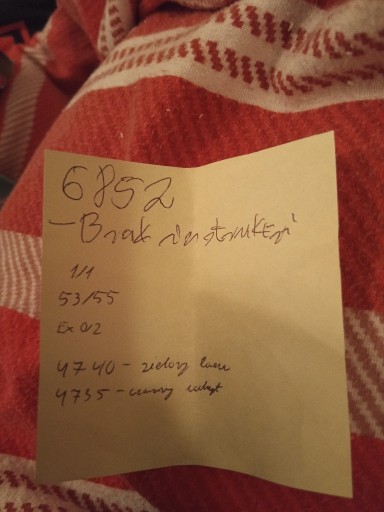 6852
- Brak instrukcji
1/1
53/55
Ex 0/2
4740 - zielony
4735 - czarny